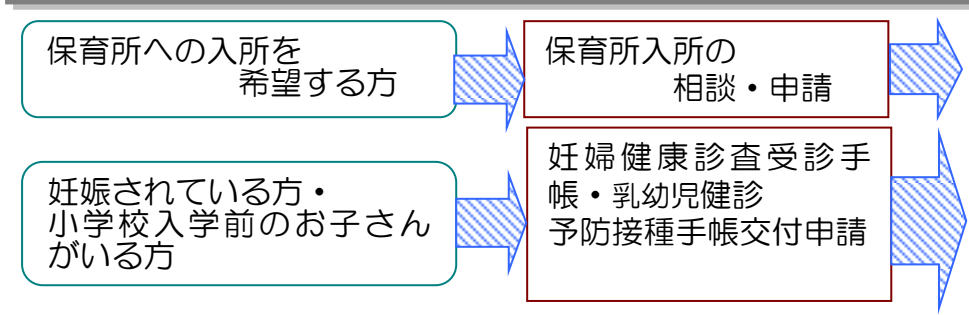 保育所への入所を
希望する方
保育所入所の
相談・申請
妊娠されている方・
小学校入学前のお子さん
がいる方
妊婦健康診査受診手
帳・乳幼児健診
予防接種手帳交付申請